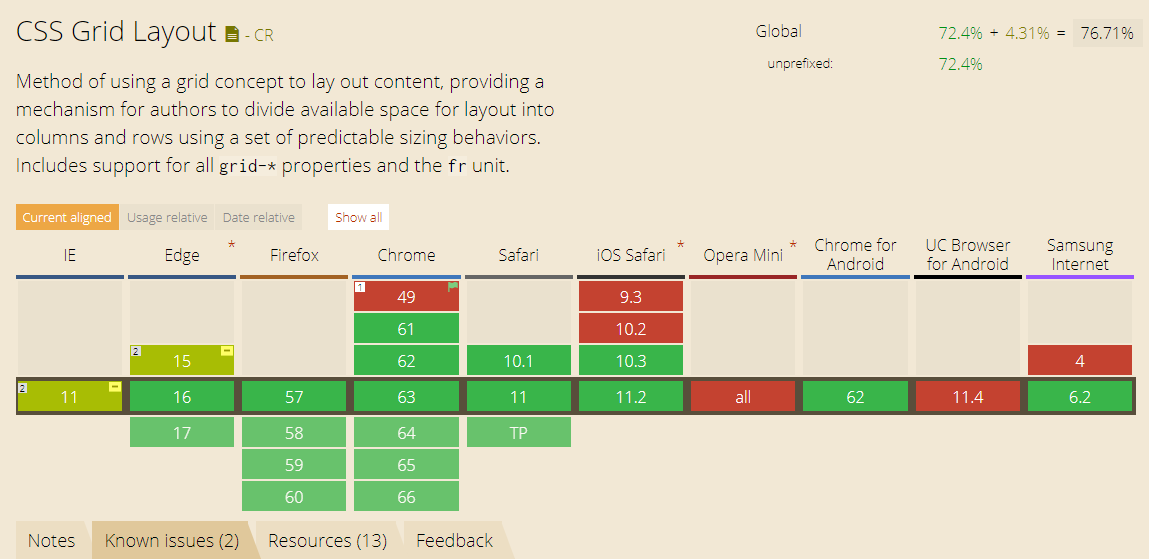 CSS Grid Layout - CR
Global 72.4% + 4.31% = 76.71%
unprefixed: 72.4%
Method of using a grid concept to lay out content, providing a
mechanism for authors to divide available space for layout into
columns and rows using a set of predictable sizing behaviors.
Includes support for all grid-* properties and the fr unit.
Current aligned Usage relative Date relative Show all
IE Edge * Firefox Chrome Safari iOS Safari * Opera Mini * Chrome for Android UC Browser for Android Samsung Internet
1 49 9.3
61 10.2
2 15 - 62 10.1 10.3 4
2 11 - 16 57 63 11 11.2 all 62 11.4 6.2
17 58 64 TP
59 65
60 66
Notes Known issues (2) Resources (13) Feedback